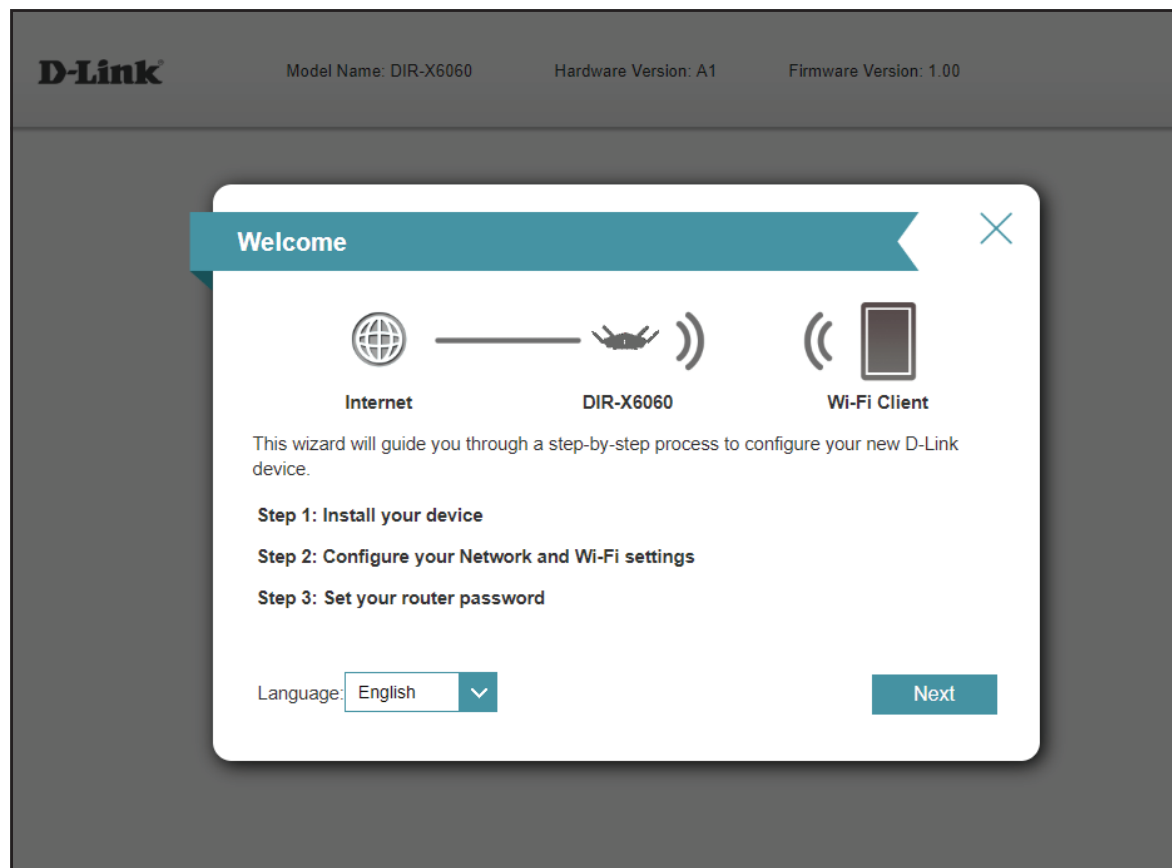 D-Link
Model Name: DIR-X6060 Hardware Version: A1 Firmware Version: 1.00
Welcome
Internet DIR-X6060 Wi-Fi Client
This wizard will guide you through a step-by-step process to configure your new D-Link
device.
Step 1: Install your device
Step 2: Configure your Network and Wi-Fi settings
Step 3: Set your router password
Language: English
Next